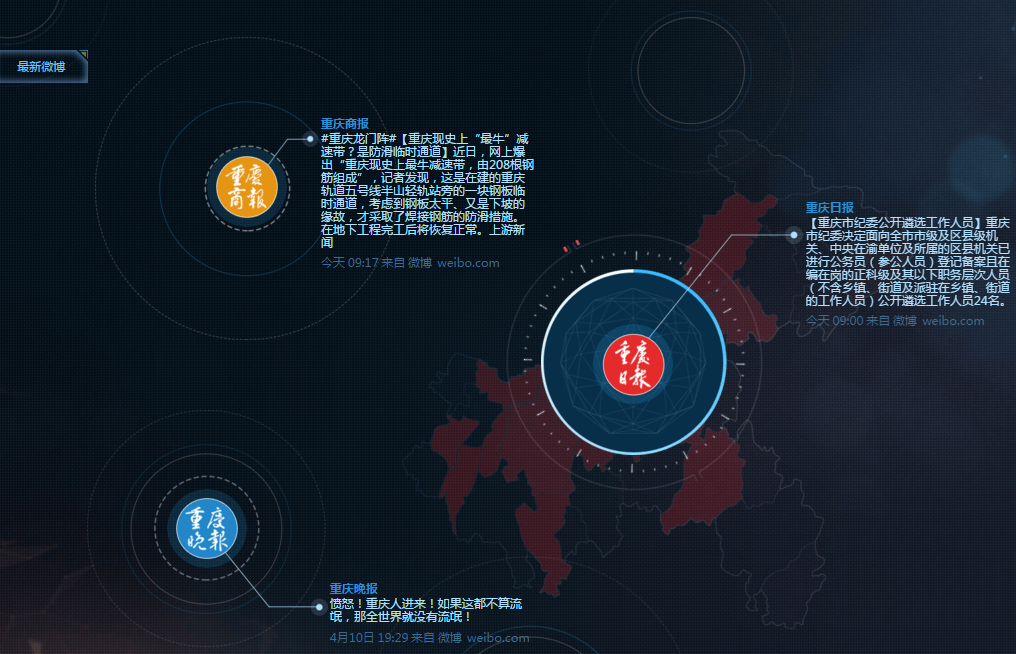 最新微博
重庆商报
#重庆龙门阵#【重庆现史上“最牛”减
速带？是防滑临时通道】近日，网上爆
出“重庆现史上最牛减速带，由208根钢
筋组成”，记者发现，这是在建的重庆
轨道五号线半山轻轨站旁的一块钢板临
时通道，考虑到钢板太平、又是下坡的
缘故，才采取了焊接钢筋的防滑措施。
在地下工程完工后将恢复正常。上游新
闻
今天 09:17 来自 微博 weibo.com
重慶
商報
重庆日报
【重庆市纪委公开遴选工作人员】重庆
市纪委决定面向全市市级及区县级机
关、中央在渝单位及所属的区县机关已
进行公务员（参公人员）登记备案且在
编在岗的正科级及其以下职务层次人员
（不含乡镇、街道及派驻在乡镇、街道
的工作人员）公开遴选工作人员24名。
今天 09:00 来自 微博 weibo.com
重慶
日報
重慶
晚報
重庆晚报
愤怒！重庆人进来！如果这都不算流
氓，那全世界就没有流氓！
4月10日 19:29 来自 微博 weibo.com